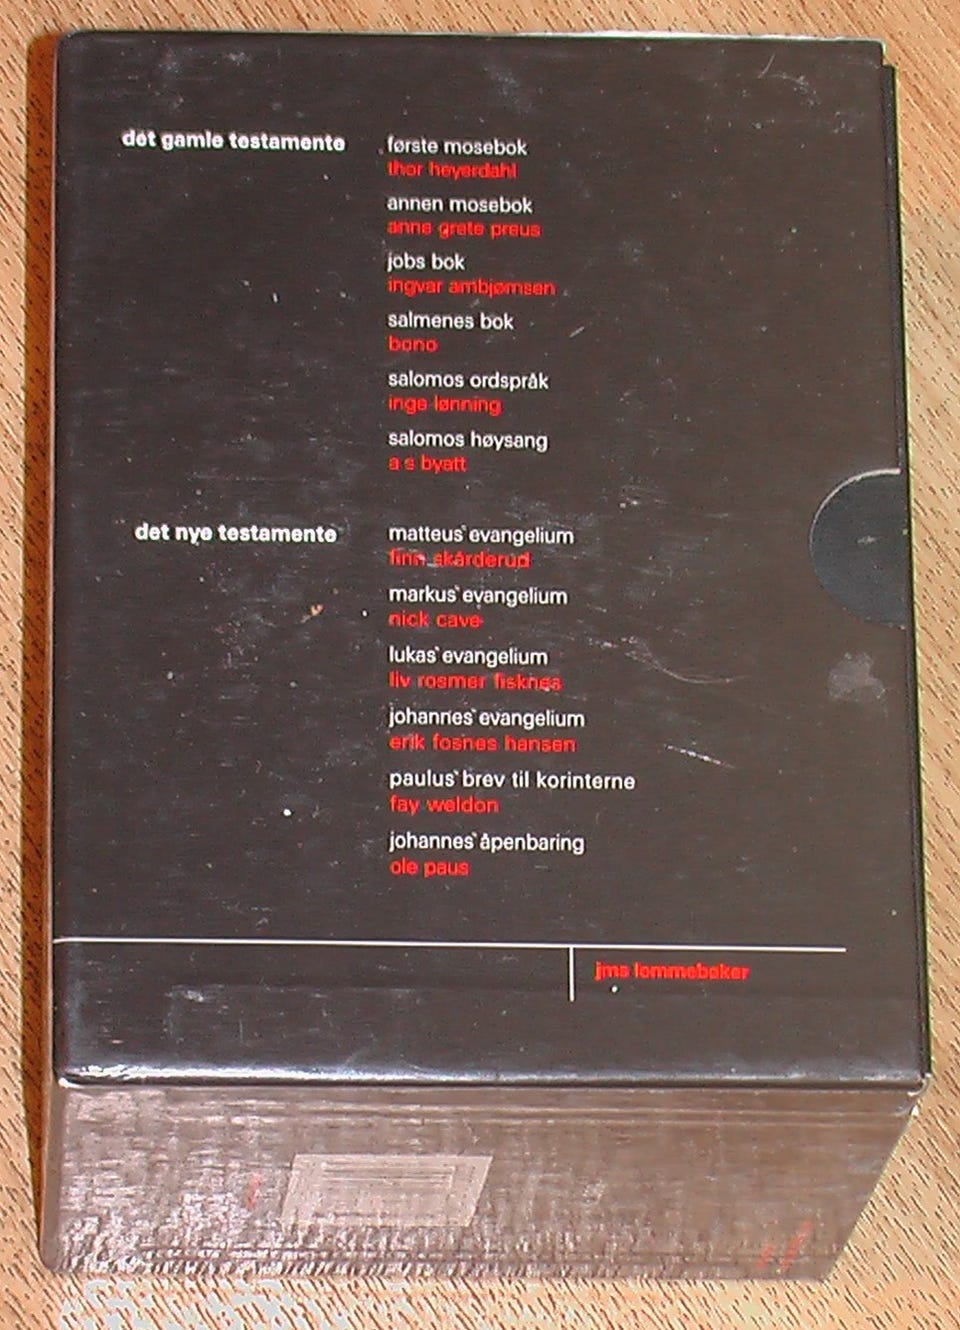 det gamle testamente
første mosebok
thor heyerdahl
annen mosebok
anne grete preus
jobs bok
ingvar ambjørnsen
salmenes bok
bono
salomos ordspråk
inge lønning
salomos høysang
a s byatt
det nye testamente
matteus' evangelium
finn skårderud
markus' evangelium
nick cave
lukas' evangelium
liv rosmer fisknes
johannes' evangelium
erik fosnes hansen
paulus' brev til korinterne
fay weldon
johannes' åpenbaring
ole paus
jms lommebøker